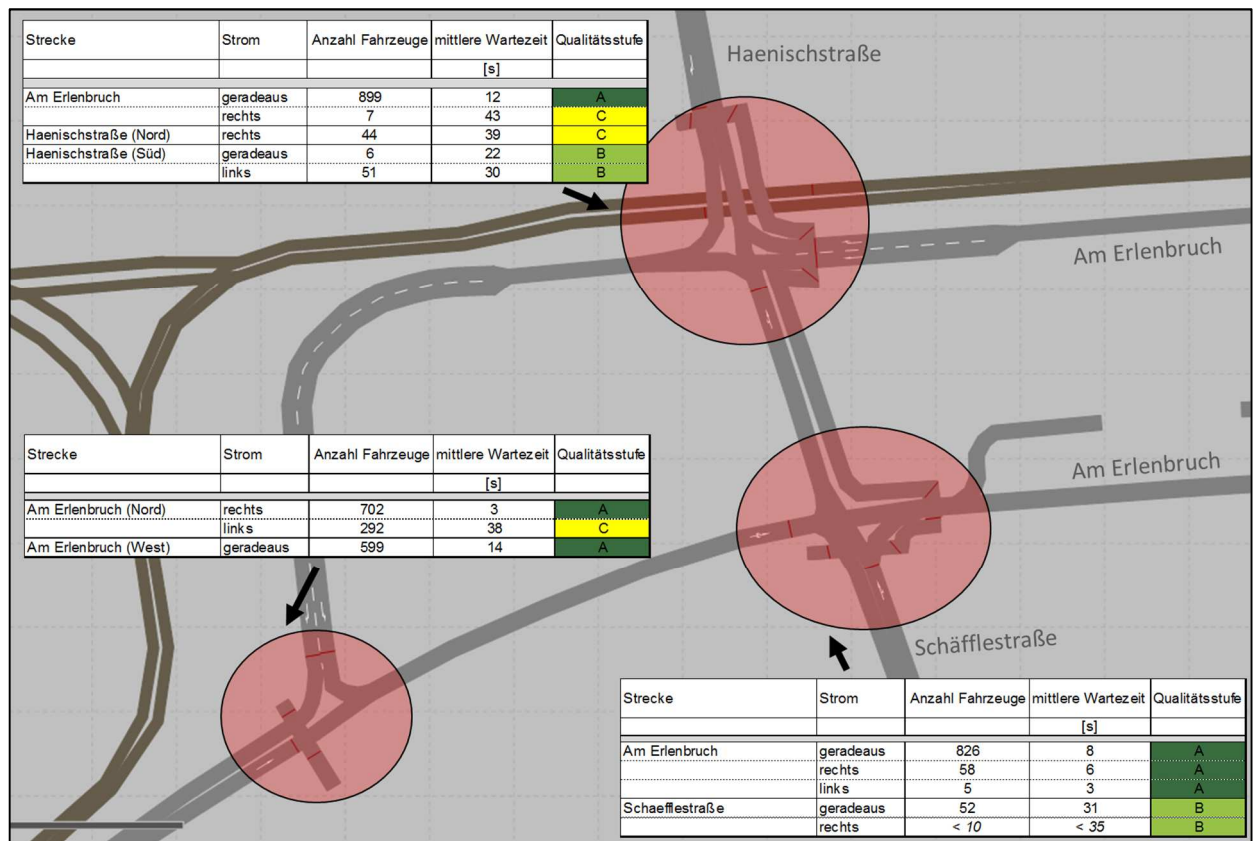 Strecke Strom Anzahl Fahrzeuge mittlere Wartezeit Qualitätsstufe
[s]
Am Erlenbruch geradeaus 899 12 A
rechts 7 43 C
Haenischstraße (Nord) rechts 44 39 C
Haenischstraße (Süd) geradeaus 6 22 B
links 51 30 B
Haenischstraße
Am Erlenbruch
Strecke Strom Anzahl Fahrzeuge mittlere Wartezeit Qualitätsstufe
[s]
Am Erlenbruch (Nord) rechts 702 3 A
links 292 38 C
Am Erlenbruch (West) geradeaus 599 14 A
Am Erlenbruch
Schäfflestraße
Strecke Strom Anzahl Fahrzeuge mittlere Wartezeit Qualitätsstufe
[s]
Am Erlenbruch geradeaus 826 8 A
rechts 58 6 A
links 5 3 A
Schaefflestraße geradeaus 52 31 B
rechts < 10 < 35 B